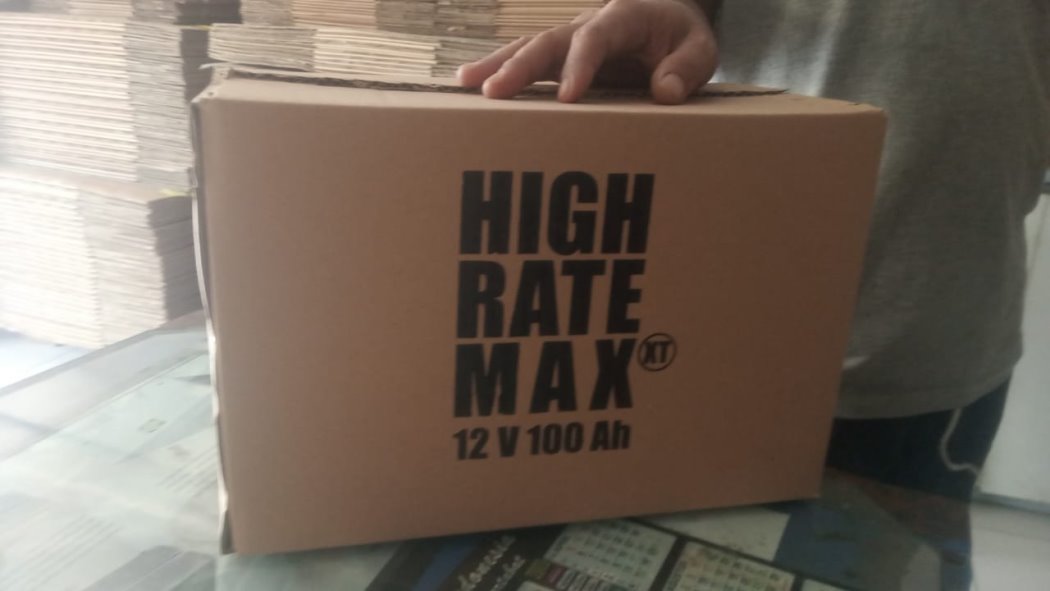 HIGH
RATE
MAX XT
12 V 100 Ah